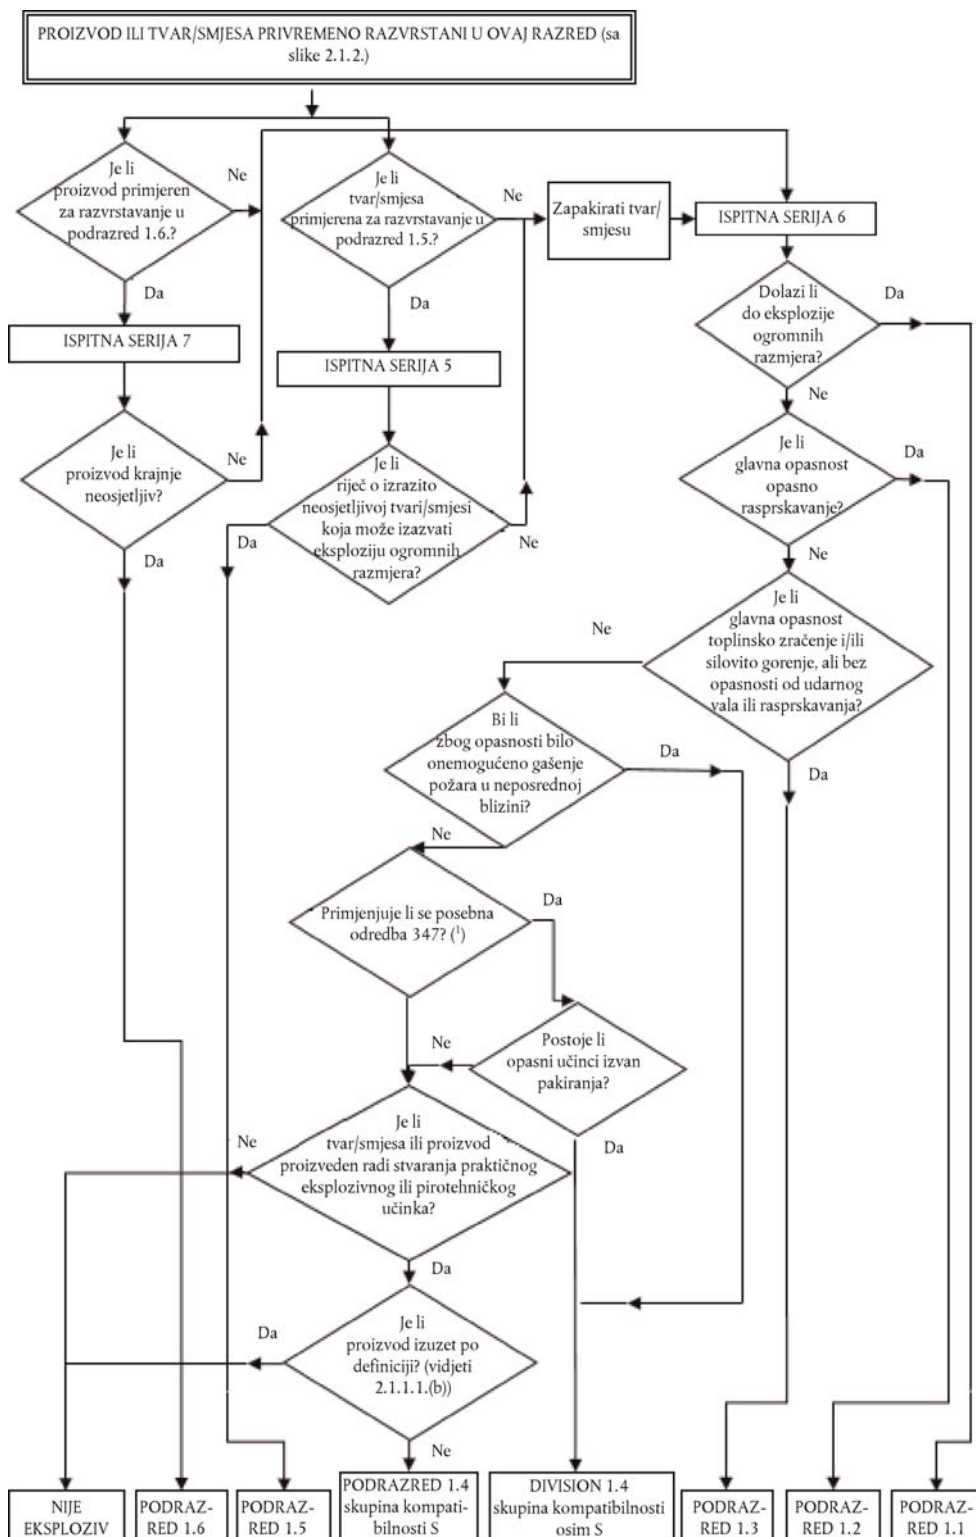 PROIZVOD ILI TVAR/SMJESA PRIVREMENO RAZVRSTANI U OVAJ RAZRED (sa
slike 2.1.2.)
Je li
proizvod primjeren
za razvrstavanje u
podrazred 1.6.?
Ne
Da
Je li
tvar/smjesa
primjerena za razvrstavanje u
podrazred 1.5.?
Ne
Da
Zapakirati tvar/
smjesu
ISPITNA SERIJA 6
ISPITNA SERIJA 7
ISPITNA SERIJA 5
Dolazi li
do eksplozije
ogromnih
razmjera?
Da
Ne
Je li
proizvod krajnje
neosjetljiv?
Ne
Da
Je li
riječ o izrazito
neosjetljivoj tvari/smjesi
koja može izazvati
eksploziju ogromnih
razmjera?
Da
Ne
Je li
glavna opasnost
opasno
rasprskavanje?
Da
Ne
Je li
glavna opasnost
toplinsko zračenje i/ili
silovito gorenje, ali bez
opasnosti od udarnog
vala ili rasprskavanja?
Ne
Da
Bi li
zbog opasnosti bilo
onemogućeno gašenje
požara u neposrednoj
blizini?
Da
Ne
Primjenjuje li se posebna
odredba 347? (¹)
Da
Postoje li
opasni učinci izvan
pakiranja?
Ne
Da
Je li
tvar/smjesa ili proizvod
proizveden radi stvaranja praktičnog
eksplozivnog ili pirotehničkog
učinka?
Ne
Da
Je li
proizvod izuzet po
definiciji? (vidjeti
2.1.1.1.(b))
Da
Ne
NIJE
EKSPLOZIV
PODRAZ-
RED 1.6
PODRAZ-
RED 1.5
PODRAZRED 1.4
skupina kompati-
bilnosti S
DIVISION 1.4
skupina kompatibilnosti
osim S
PODRAZ-
RED 1.3
PODRAZ-
RED 1.2
PODRAZ-
RED 1.1